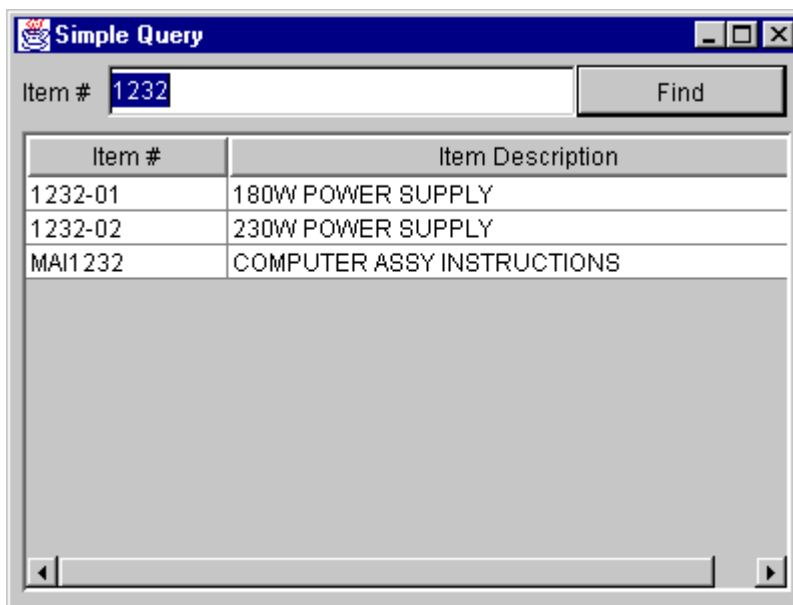 Simple Query
Item # 1232 Find
Item # Item Description
1232-01 180W POWER SUPPLY
1232-02 230W POWER SUPPLY
MAI1232 COMPUTER ASSY INSTRUCTIONS